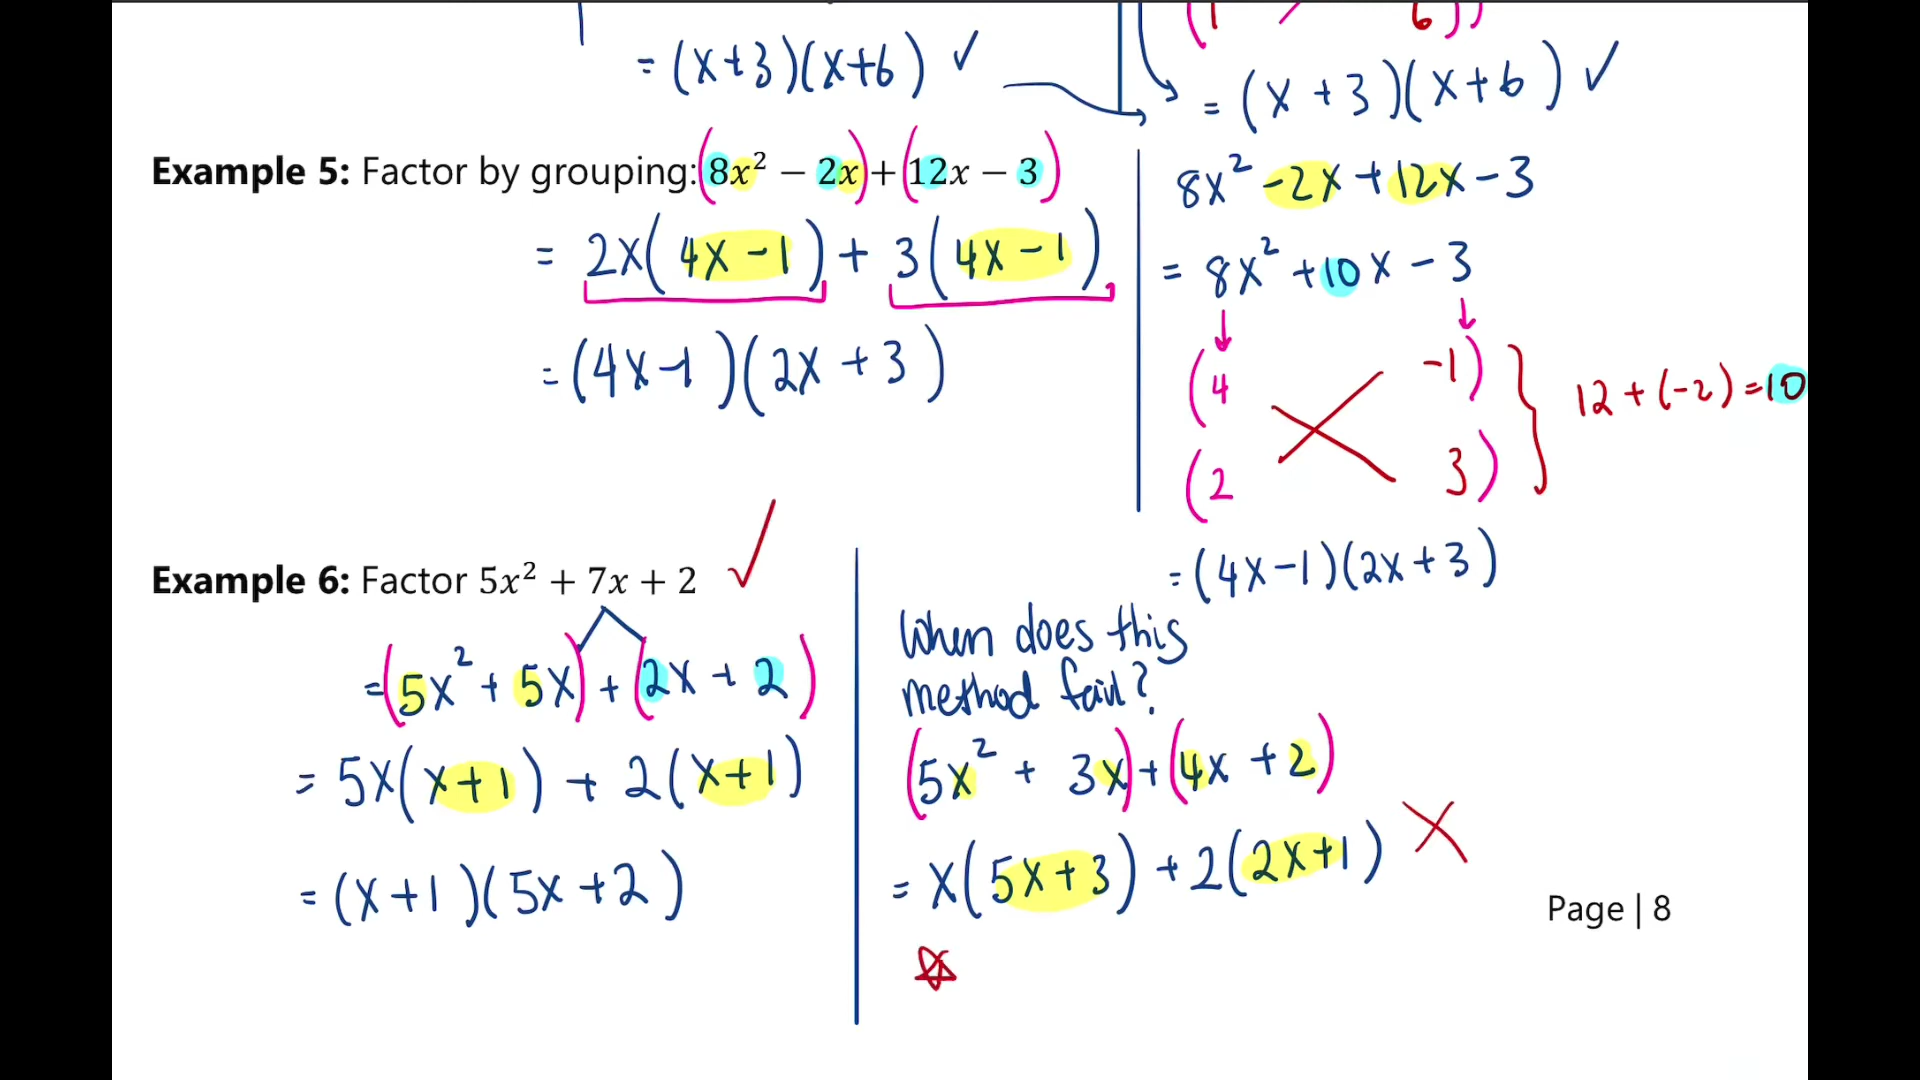 = (x+3)(x+6) ✓
6))
= (x + 3)(x + 6) ✓
Example 5: Factor by grouping: (8x² − 2x) + (12x − 3)
= 2x(4x − 1) + 3(4x − 1)
= (4x − 1)(2x + 3)
8x² − 2x + 12x − 3
= 8x² + 10x − 3
(4 −1)
(2 3)
12 + (−2) = 10
= (4x − 1)(2x + 3)
Example 6: Factor 5x² + 7x + 2 ✓
= (5x² + 5x) + (2x + 2)
= 5x(x + 1) + 2(x + 1)
= (x + 1)(5x + 2)
When does this
method fail?
(5x² + 3x) + (4x + 2)
= x(5x + 3) + 2(2x + 1) X
Page | 8